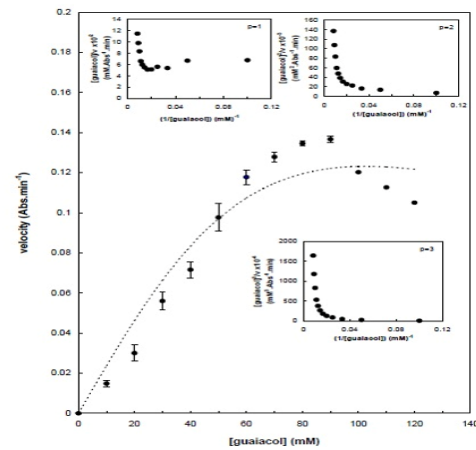 velocity (Abs.min⁻¹)
0.2
0.18
0.16
0.14
0.12
0.1
0.08
0.06
0.04
0.02
0
0 20 40 60 80 100 120 140
[guaiacol] (mM)
p=1
14
12
10
8
6
4
2
0
0 0.04 0.08 0.12
(mM.Abs⁻¹.min)
(1/[guaiacol]) (mM)⁻¹
p=2
160
140
120
100
80
60
40
20
0
0 0.04 0.08 0.12
(1/[guaiacol]) (mM)⁻¹
p=3
2000
1500
1000
500
0
0 0.04 0.08 0.12
(1/[guaiacol]) (mM)⁻¹